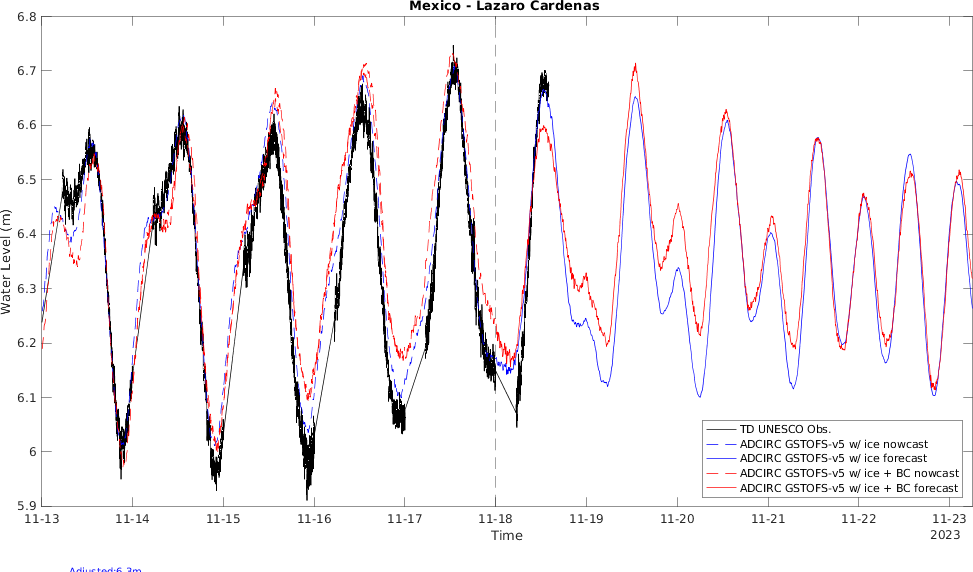 Mexico - Lazaro Cardenas
6.8
6.7
6.6
6.5
6.4
6.3
6.2
6.1
6
5.9
Water Level (m)
11-13 11-14 11-15 11-16 11-17 11-18 11-19 11-20 11-21 11-22 11-23
2023
Time
TD UNESCO Obs.
ADCIRC GSTOFS-v5 w/ ice nowcast
ADCIRC GSTOFS-v5 w/ ice forecast
ADCIRC GSTOFS-v5 w/ ice + BC nowcast
ADCIRC GSTOFS-v5 w/ ice + BC forecast
Adjusted:6.3m